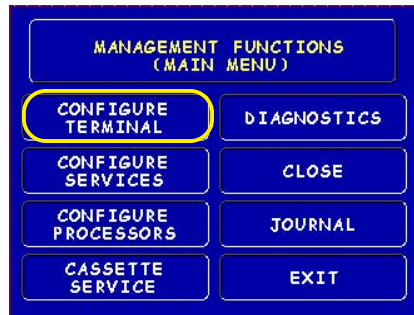 MANAGEMENT FUNCTIONS
(MAIN MENU)
CONFIGURE
TERMINAL
DIAGNOSTICS
CONFIGURE
SERVICES
CLOSE
CONFIGURE
PROCESSORS
JOURNAL
CASSETTE
SERVICE
EXIT